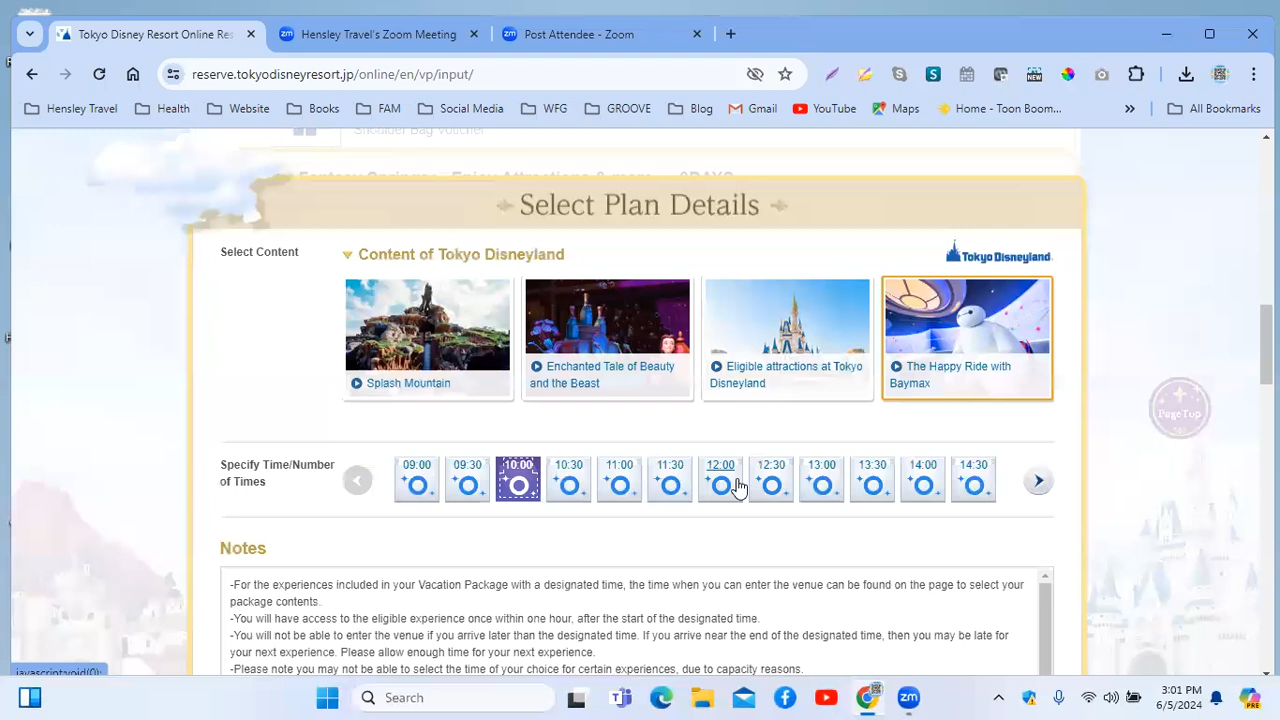 Tokyo Disney Resort Online Res
Hensley Travel's Zoom Meeting
Post Attendee - Zoom
reserve.tokyodisneyresort.jp/online/en/vp/input/
Hensley Travel
Health
Website
Books
FAM
Social Media
WFG
GROOVE
Blog
Gmail
YouTube
Maps
Home - Toon Boom...
All Bookmarks
Shoulder Bag Voucher
Select Plan Details
Select Content
Content of Tokyo Disneyland
Tokyo Disneyland
Splash Mountain
Enchanted Tale of Beauty
and the Beast
Eligible attractions at Tokyo
Disneyland
The Happy Ride with
Baymax
PageTop
Specify Time/Number
of Times
09:00 09:30 10:00 10:30 11:00 11:30 12:00 12:30 13:00 13:30 14:00 14:30
Notes
-For the experiences included in your Vacation Package with a designated time, the time when you can enter the venue can be found on the page to select your
package contents.
-You will have access to the eligible experience once within one hour, after the start of the designated time.
-You will not be able to enter the venue if you arrive later than the designated time. If you arrive near the end of the designated time, then you may be late for
your next experience. Please allow enough time for your next experience.
-Please note you may not be able to select the time of your choice for certain experiences, due to capacity reasons.
javascript:void(0);
Search
3:01 PM
6/5/2024